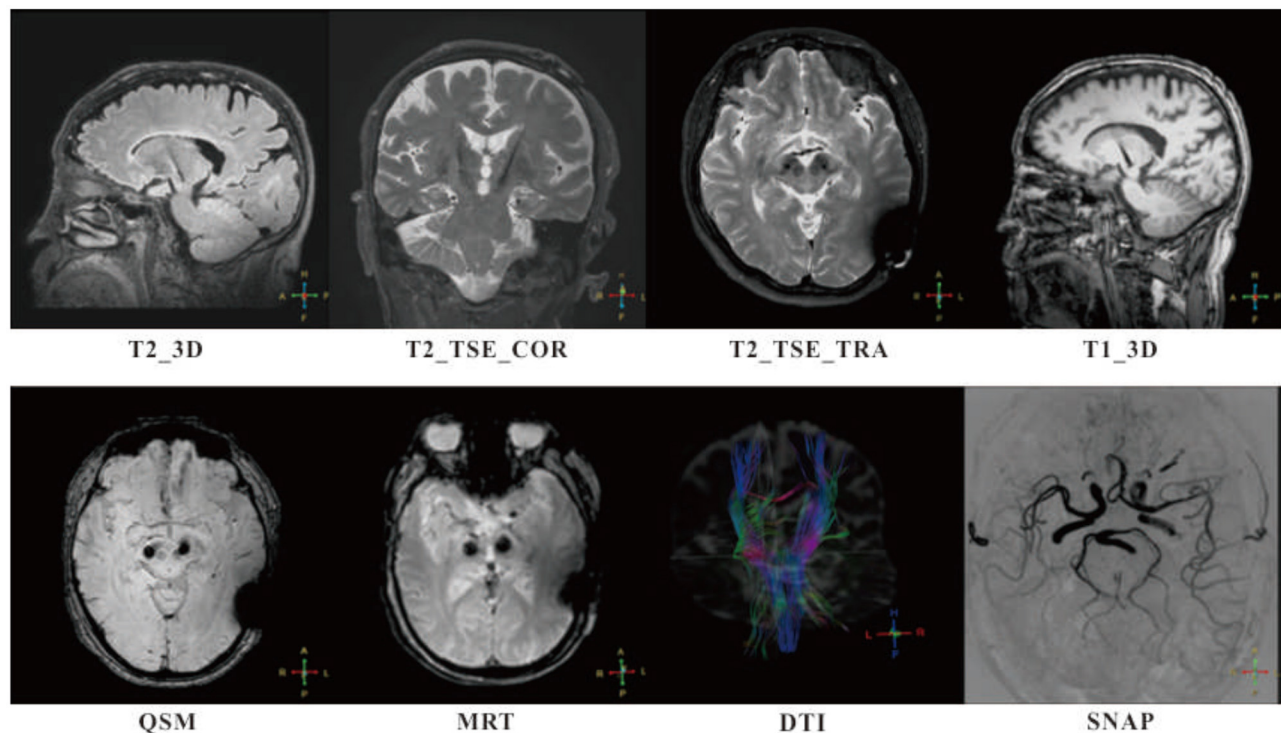 T2_3D T2_TSE_COR T2_TSE_TRA T1_3D
QSM MRT DTI SNAP